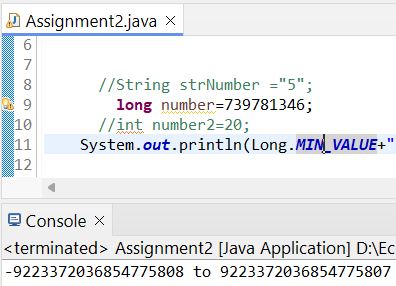 Assignment2.java
6
7
8 //String strNumber ="5";
9 long number=739781346;
10 //int number2=20;
11 System.out.println(Long.MIN_VALUE+"
12
Console
<terminated> Assignment2 [Java Application] D:\Ec
-9223372036854775808 to 9223372036854775807